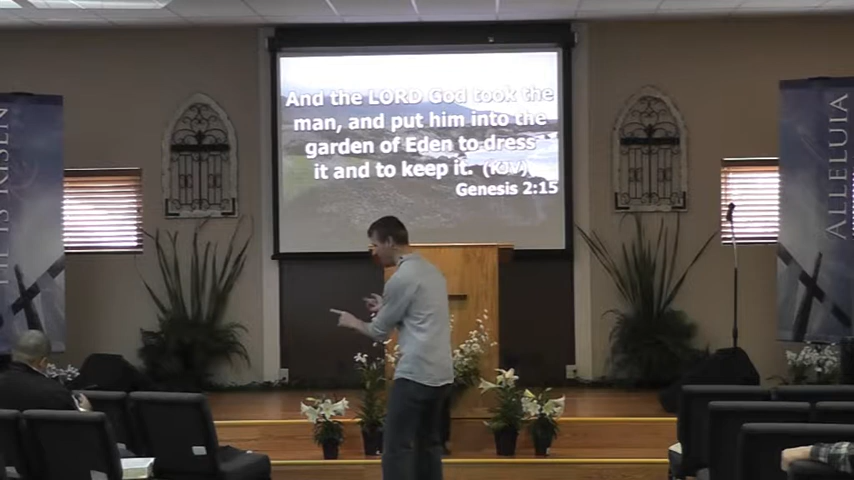 And the LORD God took the
man, and put him into the
garden of Eden to dress
it and to keep it. (KJV)
Genesis 2:15
ALLELUIA
IS RISEN